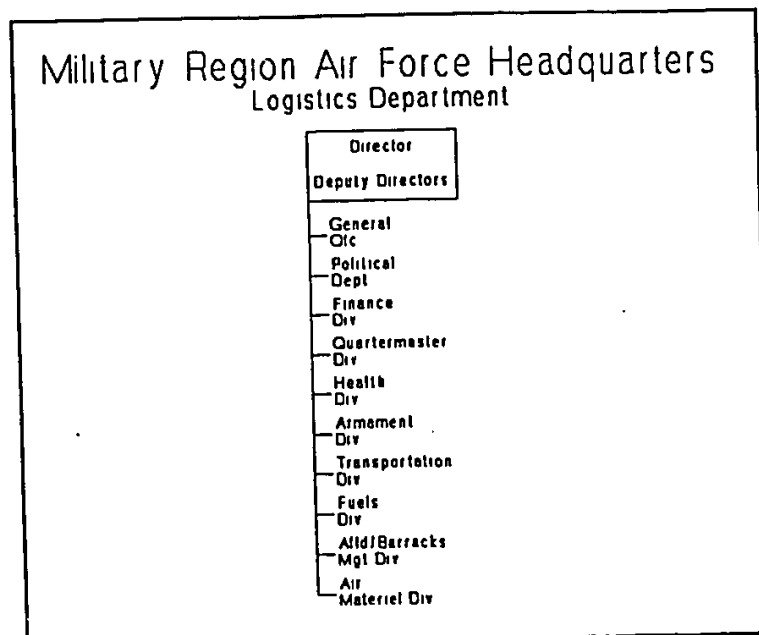 Military Region Air Force Headquarters
Logistics Department
Director
Deputy Directors
General
Ofc
Political
Dept
Finance
Div
Quartermaster
Div
Health
Div
Armament
Div
Transportation
Div
Fuels
Div
Afld/Barracks
Mgt Div
Air
Materiel Div